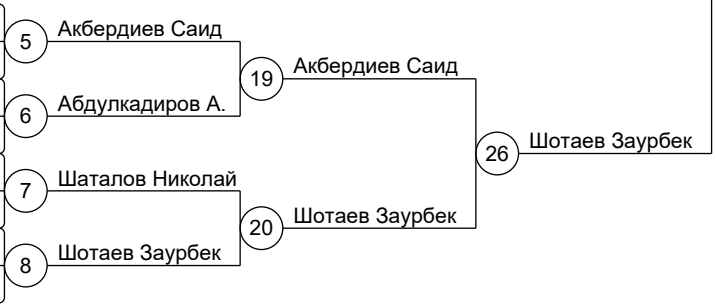 5 Акбердиев Саид
19 Акбердиев Саид
6 Абдулкадиров А.
26 Шотаев Заурбек
7 Шаталов Николай
20 Шотаев Заурбек
8 Шотаев Заурбек